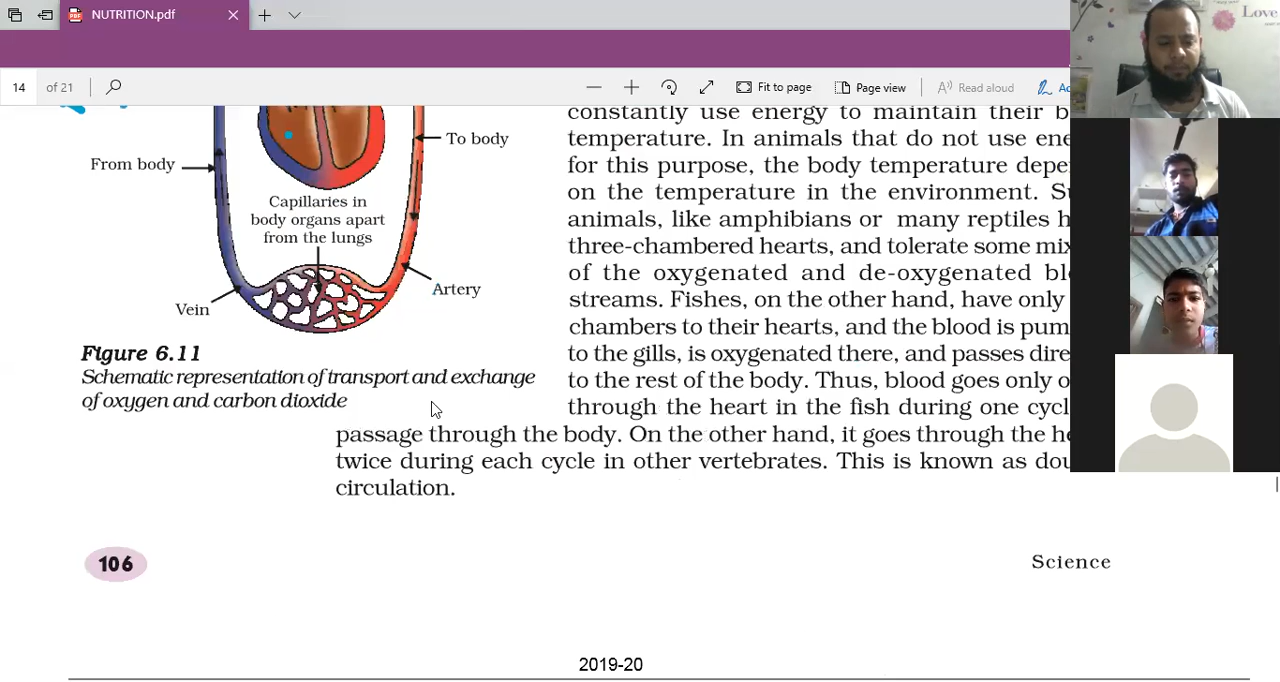 NUTRITION.pdf
14 of 21
Fit to page
Page view
Read aloud
Love
To body
From body
Capillaries in
body organs apart
from the lungs
Artery
Vein
Figure 6.11
Schematic representation of transport and exchange
of oxygen and carbon dioxide
constantly use energy to maintain their b
temperature. In animals that do not use ene
for this purpose, the body temperature depe
on the temperature in the environment. S
animals, like amphibians or many reptiles h
three-chambered hearts, and tolerate some mix
of the oxygenated and de-oxygenated bl
streams. Fishes, on the other hand, have only
chambers to their hearts, and the blood is pum
to the gills, is oxygenated there, and passes dire
to the rest of the body. Thus, blood goes only o
through the heart in the fish during one cycl
passage through the body. On the other hand, it goes through the he
twice during each cycle in other vertebrates. This is known as dou
circulation.
106
Science
2019-20